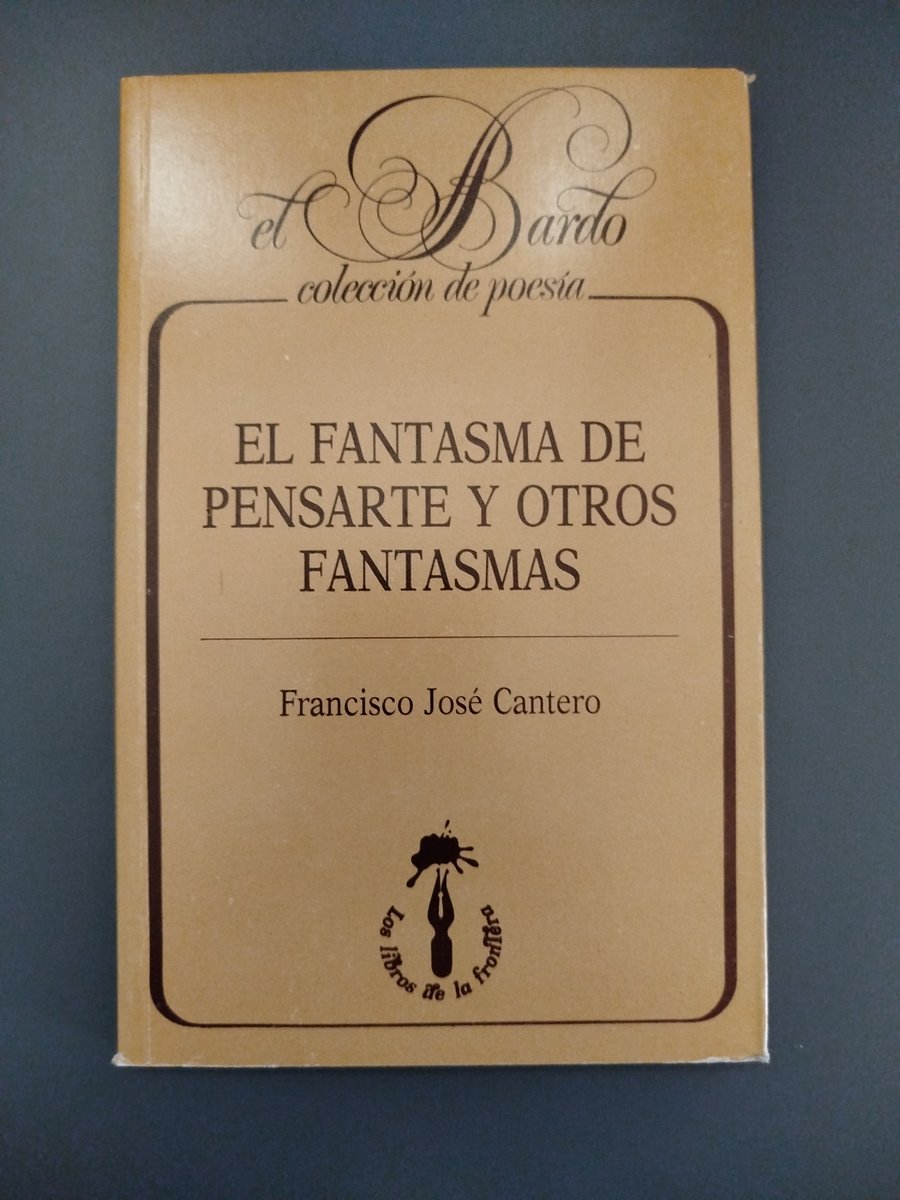 el Bardo
colección de poesía
EL FANTASMA DE
PENSARTE Y OTROS
FANTASMAS
Francisco José Cantero
Los libros de la frontera